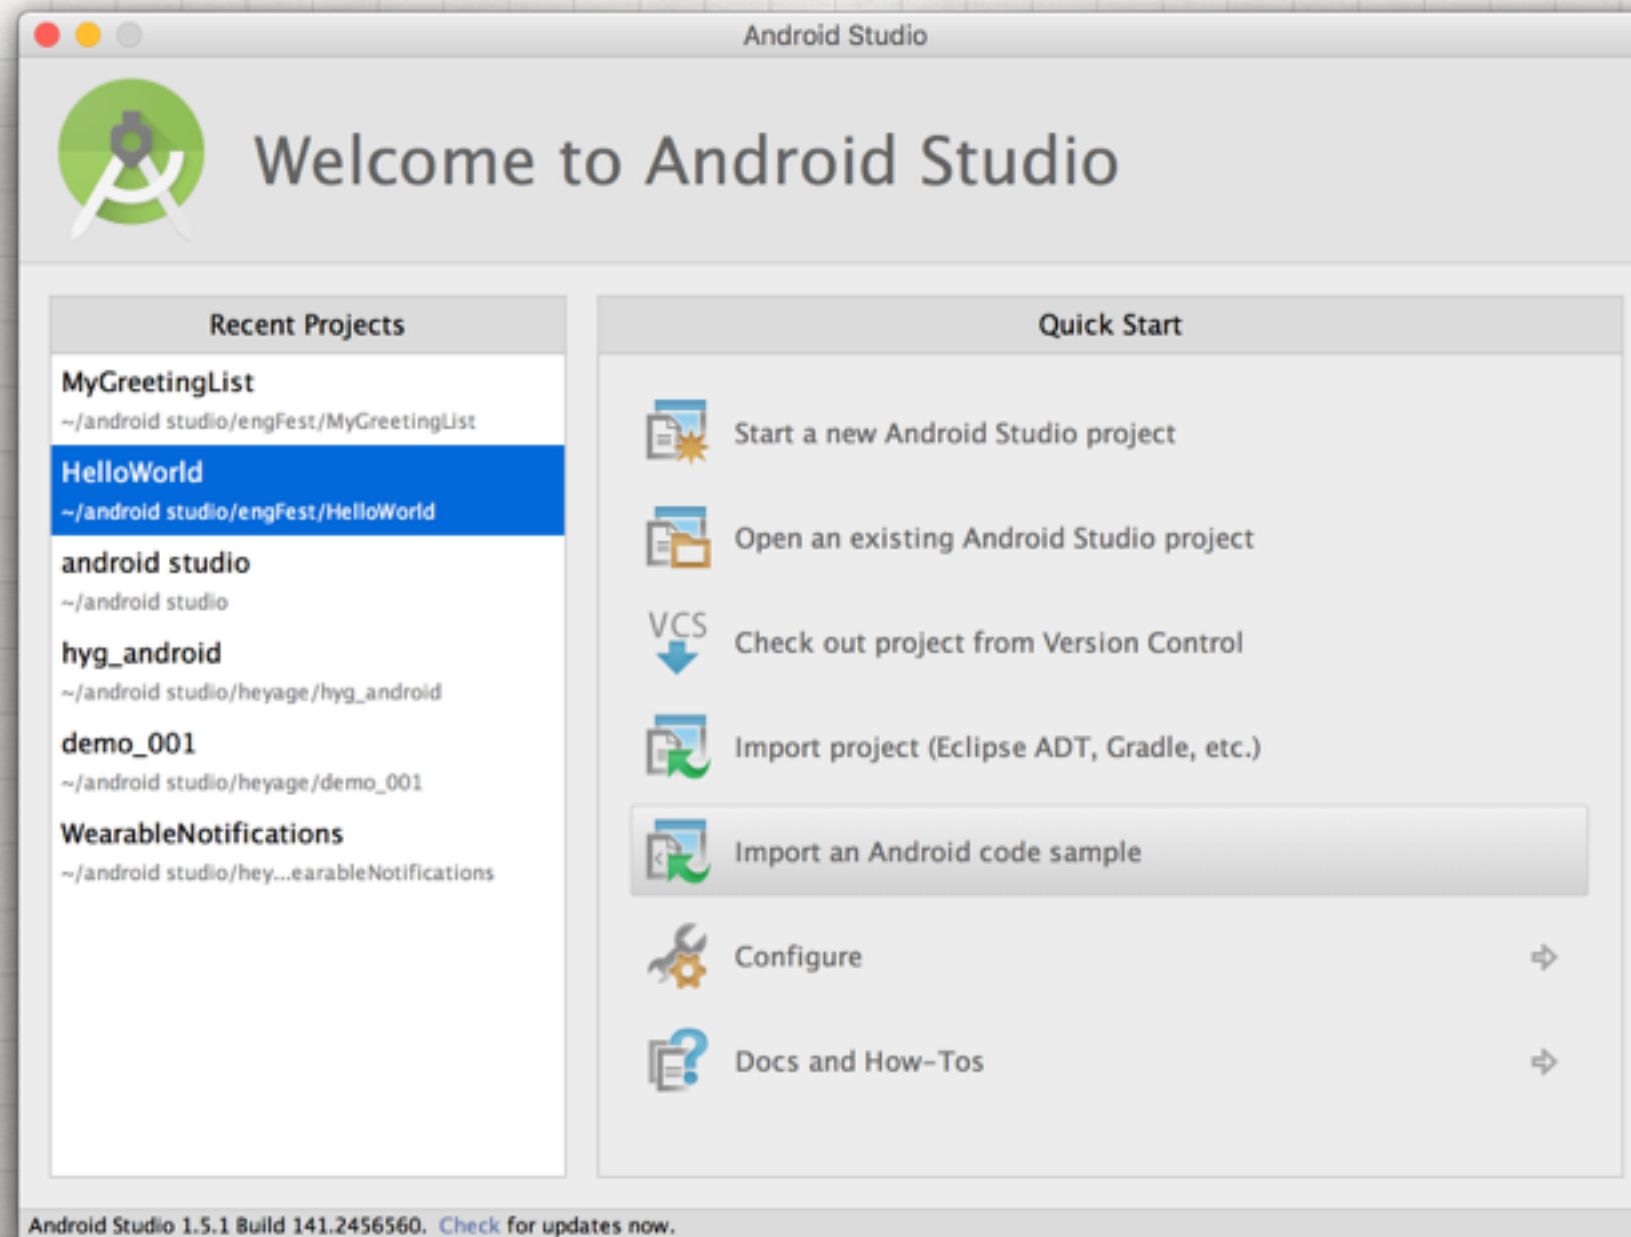 Android Studio
Welcome to Android Studio
Recent Projects
MyGreetingList
~/android studio/engFest/MyGreetingList
HelloWorld
~/android studio/engFest/HelloWorld
android studio
~/android studio
hyg_android
~/android studio/heyage/hyg_android
demo_001
~/android studio/heyage/demo_001
WearableNotifications
~/android studio/hey...earableNotifications
Quick Start
Start a new Android Studio project
Open an existing Android Studio project
VCS
Check out project from Version Control
Import project (Eclipse ADT, Gradle, etc.)
Import an Android code sample
Configure
Docs and How-Tos
Android Studio 1.5.1 Build 141.2456560. Check for updates now.